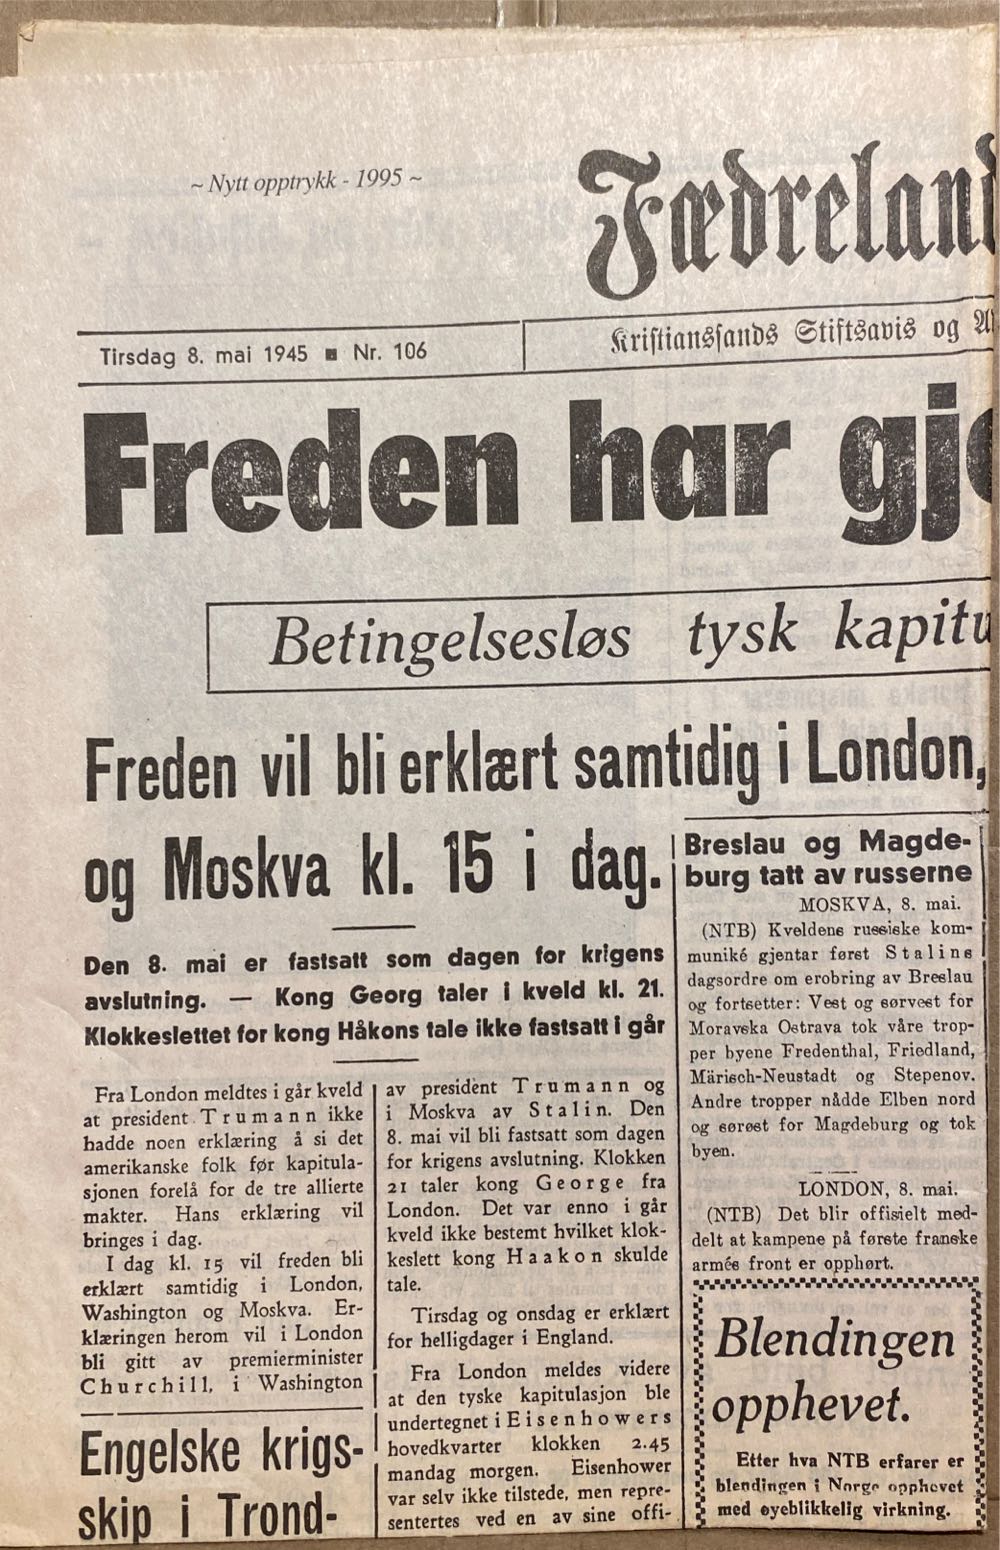 ~ Nytt opptrykk - 1995 ~
Fædreland
Tirsdag 8. mai 1945 ■ Nr. 106
Kristianssands Stiftsavis og A
Freden har gj
Betingelsesløs tysk kapitu
Freden vil bli erklært samtidig i London,
og Moskva kl. 15 i dag.
Den 8. mai er fastsatt som dagen for krigens
avslutning. — Kong Georg taler i kveld kl. 21.
Klokkeslettet for kong Håkons tale ikke fastsatt i går
Fra London meldtes i går kveld
at president Trumann ikke
hadde noen erklæring å si det
amerikanske folk før kapitula-
sjonen forelå for de tre allierte
makter. Hans erklæring vil
bringes i dag.
I dag kl. 15 vil freden bli
erklært samtidig i London,
Washington og Moskva. Er-
klæringen herom vil i London
bli gitt av premierminister
Churchill, i Washington
av president Trumann og
i Moskva av Stalin. Den
8. mai vil bli fastsatt som dagen
for krigens avslutning. Klokken
21 taler kong George fra
London. Det var enno i går
kveld ikke bestemt hvilket klok-
keslett kong Haakon skulde
tale.
Tirsdag og onsdag er erklært
for helligdager i England.
Fra London meldes videre
at den tyske kapitulasjon ble
undertegnet i Eisenhowers
hovedkvarter klokken 2.45
mandag morgen. Eisenhower
var selv ikke tilstede, men repre-
sentertes ved en av sine offi-
Engelske krigs-
skip i Trond-
Breslau og Magde-
burg tatt av russerne
MOSKVA, 8. mai.
(NTB) Kveldens russiske kom-
muniké gjentar først Stalins
dagsordre om erobring av Breslau
og fortsetter: Vest og sørvest for
Moravska Ostrava tok våre trop-
per byene Fredenthal, Friedland,
Märisch-Neustadt og Stepenov.
Andre tropper nådde Elben nord
og sørøst for Magdeburg og tok
byen.
LONDON, 8. mai.
(NTB) Det blir offisielt med-
delt at kampene på første franske
armés front er opphørt.
Blendingen
opphevet.
Etter hva NTB erfarer er
blendingen i Norge opphevet
med øyeblikkelig virkning.